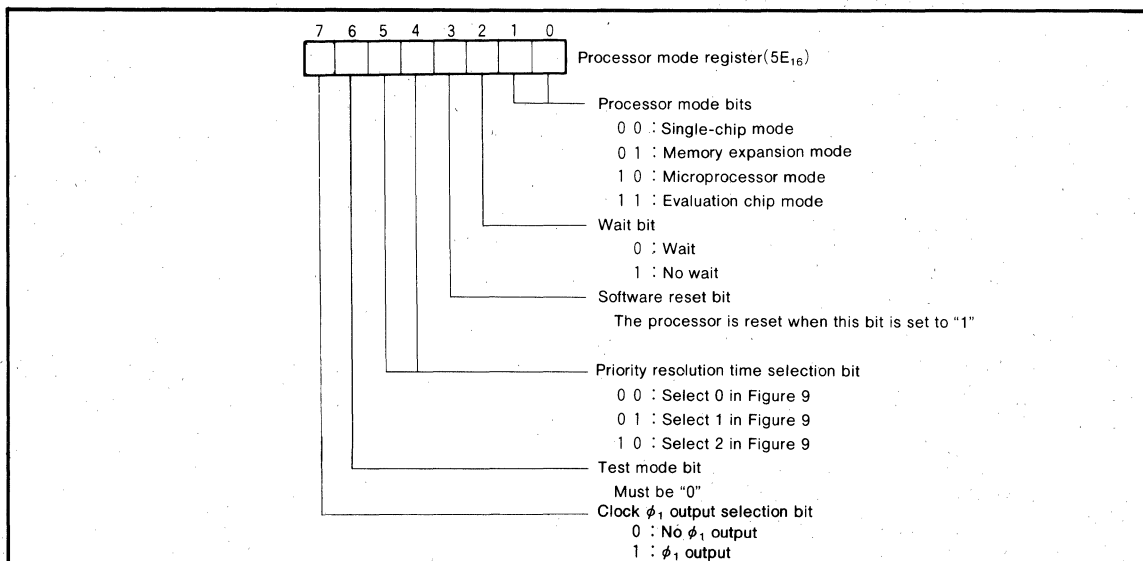 7 6 5 4 3 2 1 0
Processor mode register(5E₁₆)
Processor mode bits
0 0 : Single-chip mode
0 1 : Memory expansion mode
1 0 : Microprocessor mode
1 1 : Evaluation chip mode
Wait bit
0 : Wait
1 : No wait
Software reset bit
The processor is reset when this bit is set to “1”
Priority resolution time selection bit
0 0 : Select 0 in Figure 9
0 1 : Select 1 in Figure 9
1 0 : Select 2 in Figure 9
Test mode bit
Must be “0”
Clock ϕ₁ output selection bit
0 : No ϕ₁ output
1 : ϕ₁ output